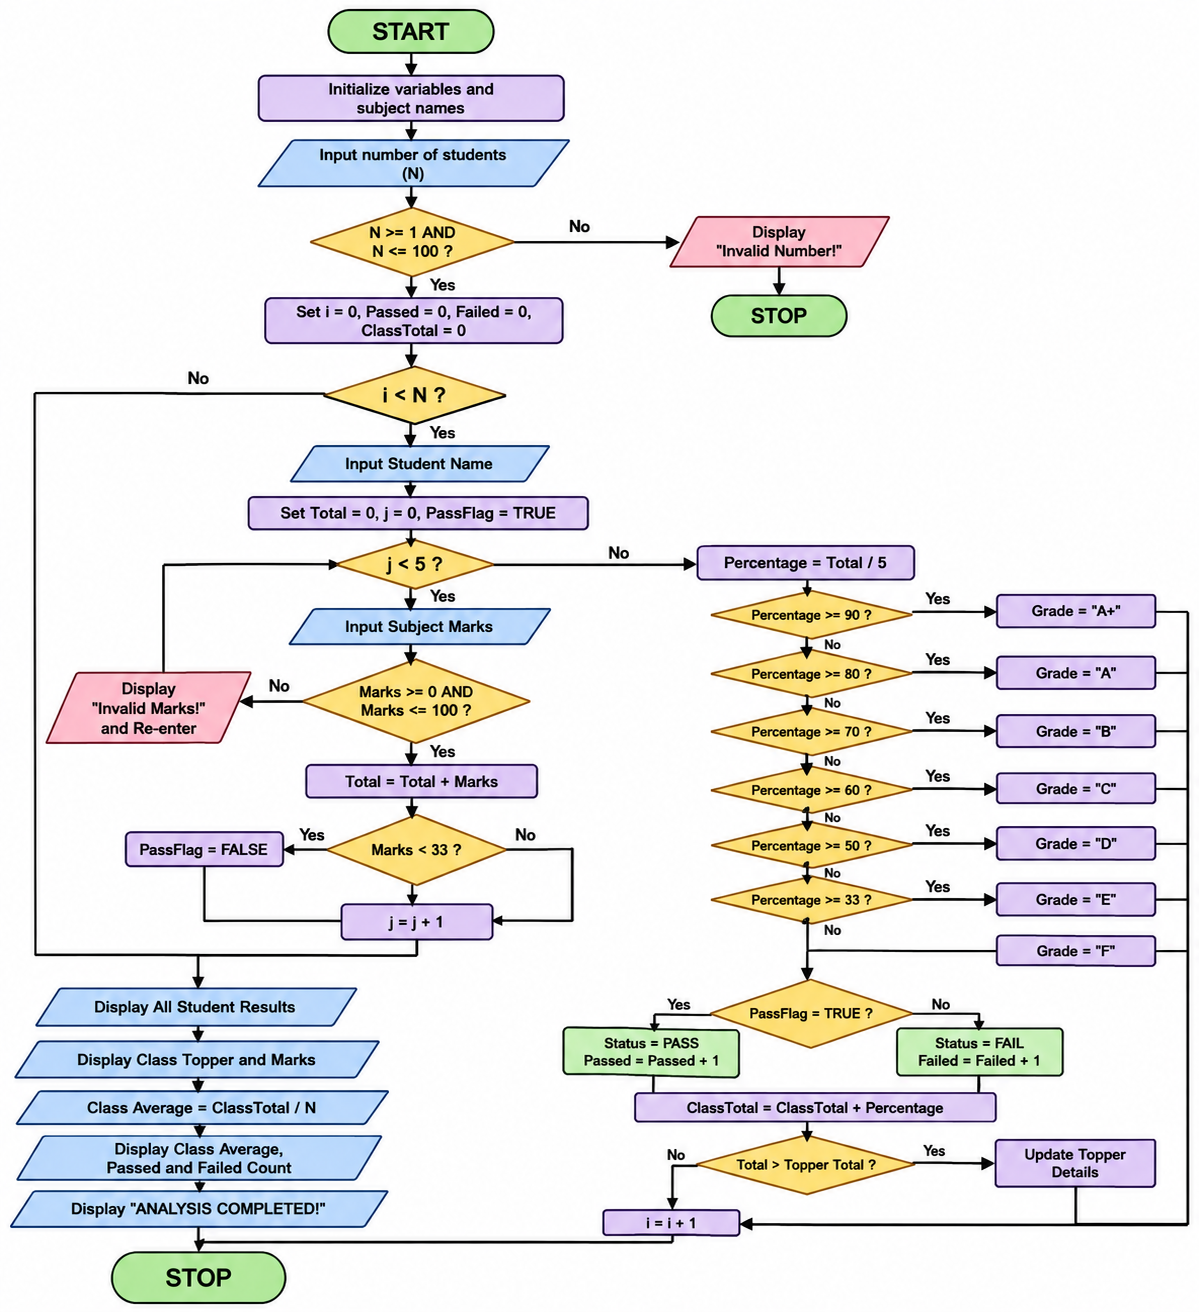 START
Initialize variables and
subject names
Input number of students
(N)
N >= 1 AND
N <= 100 ?
No
Display
"Invalid Number!"
STOP
Yes
Set i = 0, Passed = 0, Failed = 0,
ClassTotal = 0
i < N ?
No
Yes
Input Student Name
Set Total = 0, j = 0, PassFlag = TRUE
j < 5 ?
No
Yes
Input Subject Marks
Marks >= 0 AND
Marks <= 100 ?
No
Display
"Invalid Marks!"
and Re-enter
Yes
Total = Total + Marks
Marks < 33 ?
Yes
No
PassFlag = FALSE
j = j + 1
Percentage = Total / 5
Percentage >= 90 ?
Yes
Grade = "A+"
No
Percentage >= 80 ?
Yes
Grade = "A"
No
Percentage >= 70 ?
Yes
Grade = "B"
No
Percentage >= 60 ?
Yes
Grade = "C"
No
Percentage >= 50 ?
Yes
Grade = "D"
No
Percentage >= 33 ?
Yes
Grade = "E"
No
Grade = "F"
PassFlag = TRUE ?
Yes
No
Status = PASS
Passed = Passed + 1
Status = FAIL
Failed = Failed + 1
ClassTotal = ClassTotal + Percentage
Total > Topper Total ?
No
Yes
Update Topper
Details
i = i + 1
Display All Student Results
Display Class Topper and Marks
Class Average = ClassTotal / N
Display Class Average,
Passed and Failed Count
Display "ANALYSIS COMPLETED!"
STOP